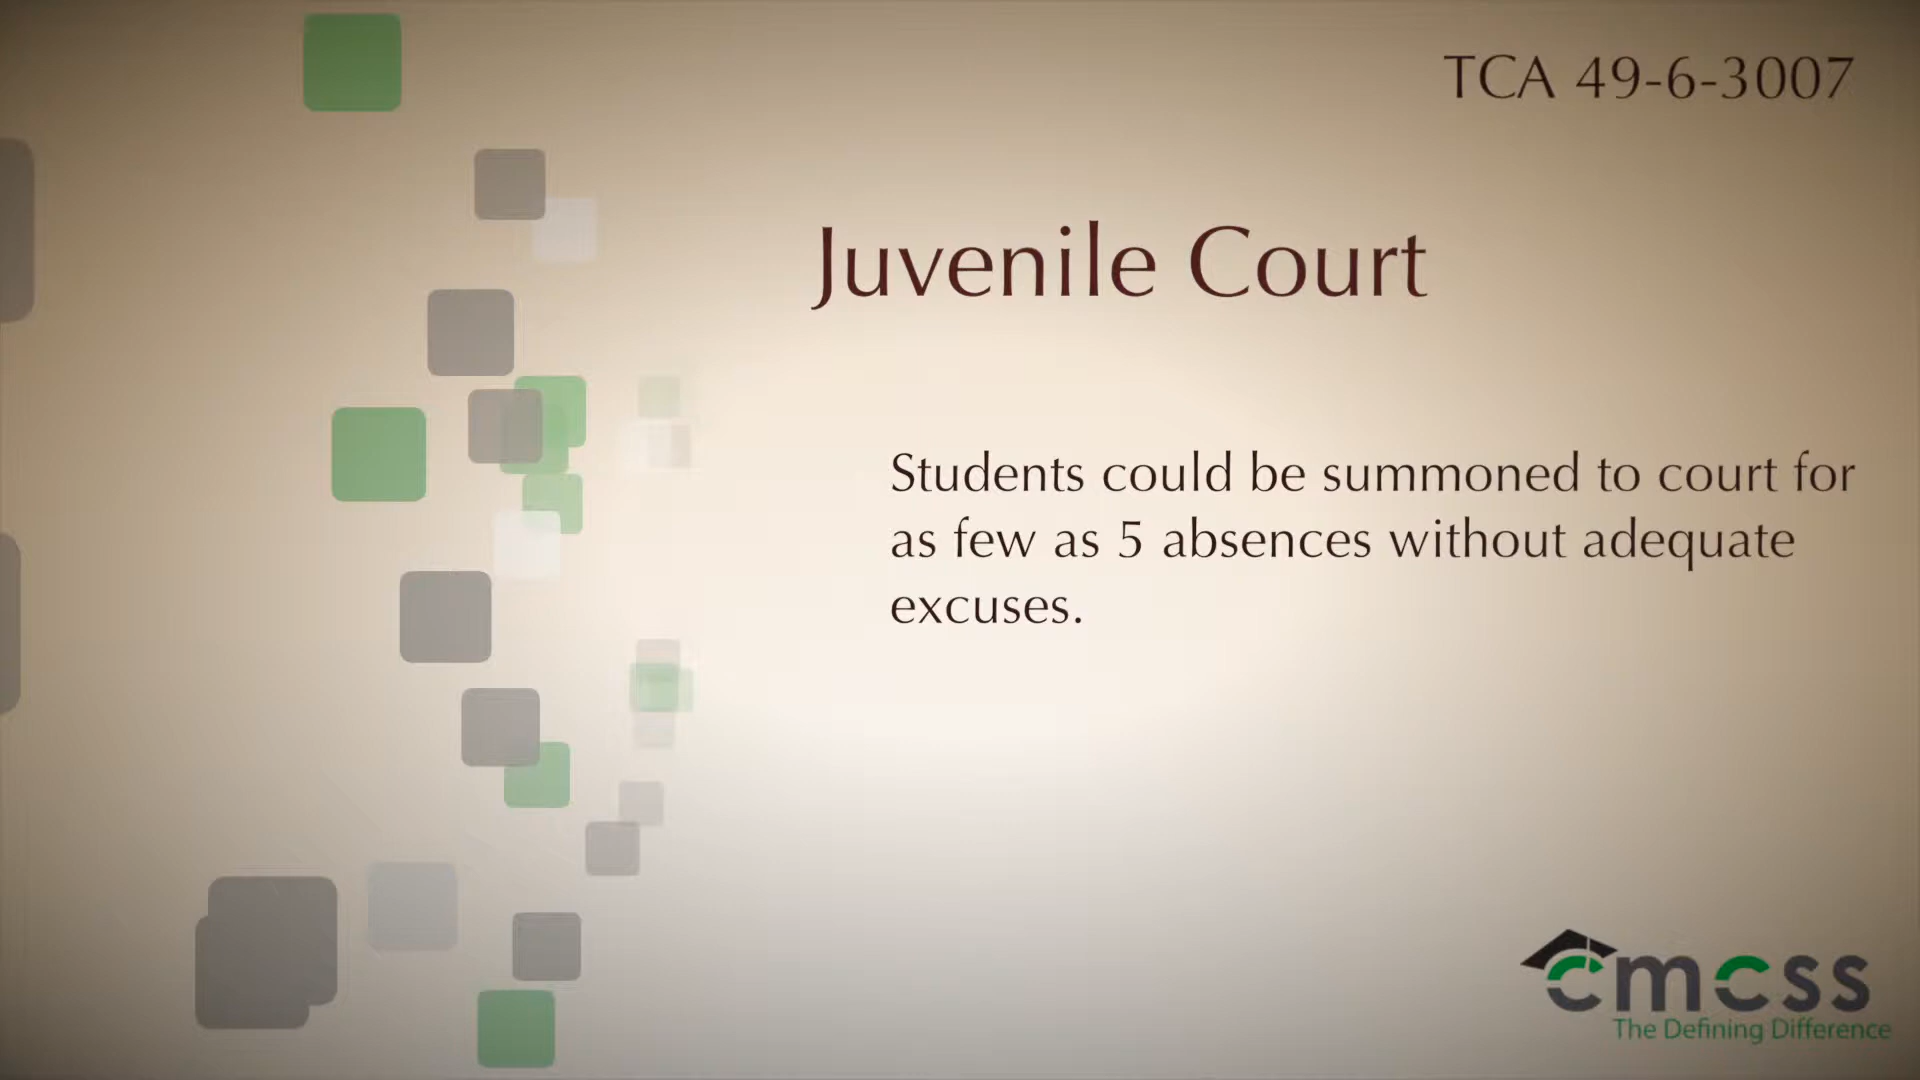 TCA 49-6-3007
Juvenile Court
Students could be summoned to court for
as few as 5 absences without adequate
excuses.
cmcss
The Defining Difference